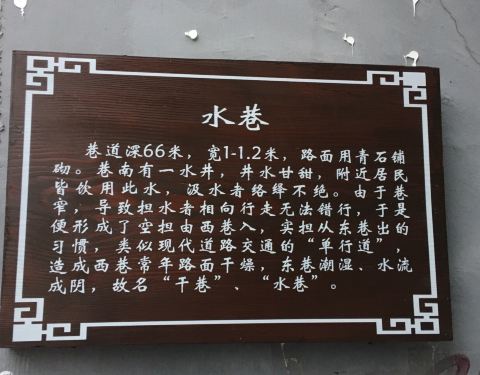 水巷
巷道深66米，宽1-1.2米，路面用青石铺
砌。巷南有一水井，井水甘甜，附近居民
皆饮用此水，汲水者络绎不绝。由于巷
窄，导致担水者相向行走无法错行，于是
便形成了空担由西巷入，实担从东巷出的
习惯，类似现代道路交通的“单行道”，
造成西巷常年路面干燥，东巷潮湿、水流
成阴，故名“干巷”、“水巷”。